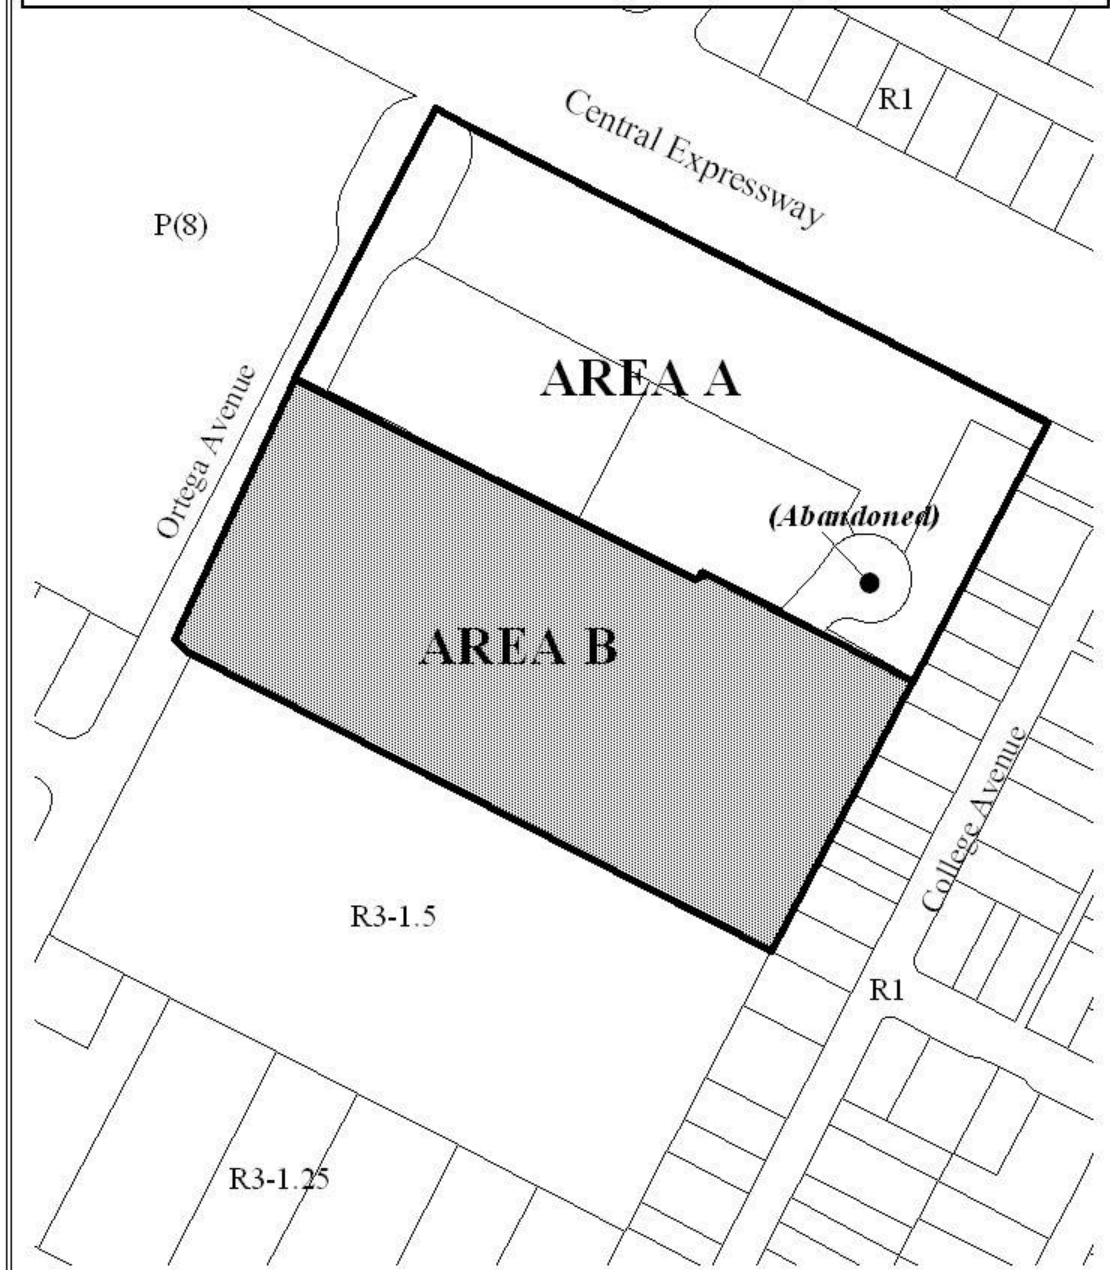 R1
Central Expressway
P(8)
AREA A
Ortega Avenue
(Abandoned)
AREA B
College Avenue
R3-1.5
R1
R3-1.25